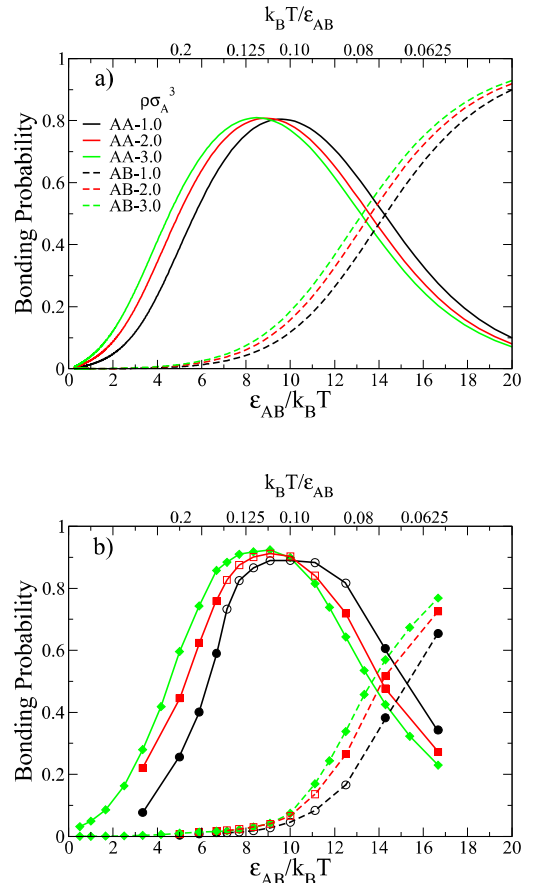 k_BT/ε_AB
0.2 0.125 0.10 0.08 0.0625
1
0.8
0.6
0.4
0.2
0
Bonding Probability
a)
ρσ_A^3
AA-1.0
AA-2.0
AA-3.0
AB-1.0
AB-2.0
AB-3.0
0 2 4 6 8 10 12 14 16 18 20
ε_AB/k_BT
k_BT/ε_AB
0.2 0.125 0.10 0.08 0.0625
1
0.8
0.6
0.4
0.2
0
Bonding Probability
b)
0 2 4 6 8 10 12 14 16 18 20
ε_AB/k_BT